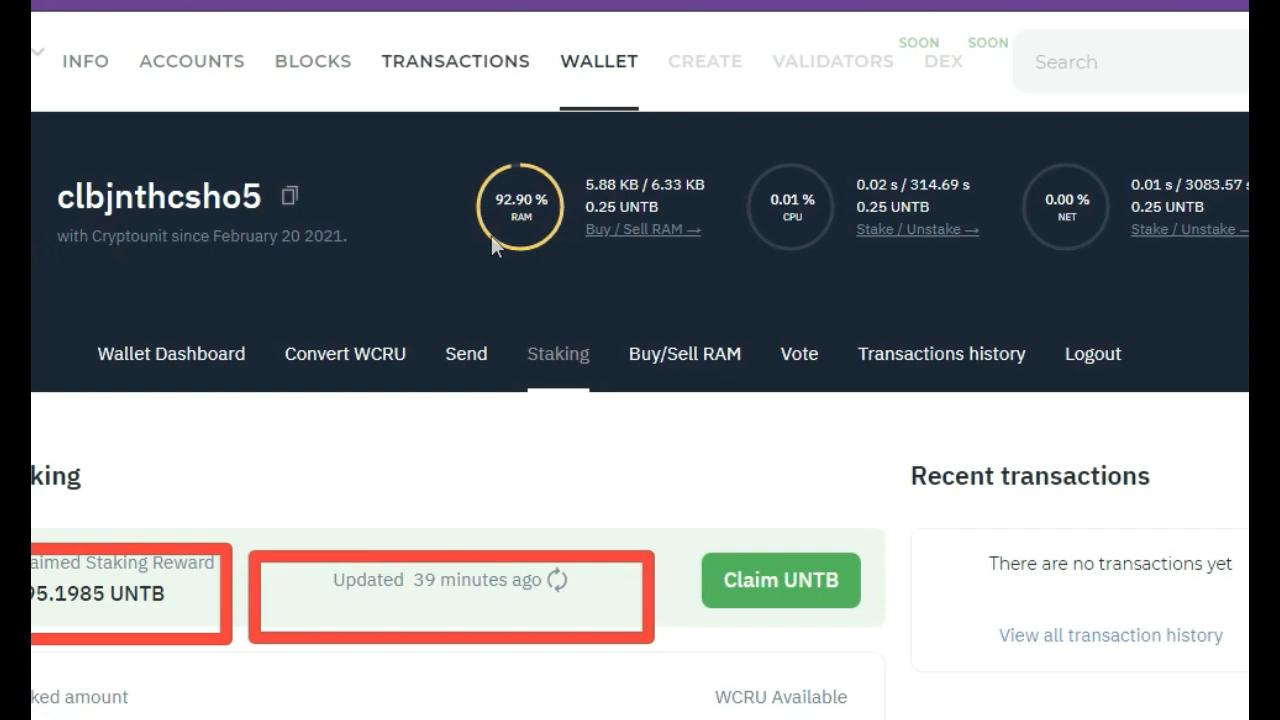 SOON SOON
INFO ACCOUNTS BLOCKS TRANSACTIONS WALLET CREATE VALIDATORS DEX Search
clbjnthcsho5
with Cryptounit since February 20 2021.
92.90 %
RAM
5.88 KB / 6.33 KB
0.25 UNTB
Buy / Sell RAM →
0.01 %
CPU
0.02 s / 314.69 s
0.25 UNTB
Stake / Unstake →
0.00 %
NET
0.01 s / 3083.57 s
0.25 UNTB
Stake / Unstake →
Wallet Dashboard Convert WCRU Send Staking Buy/Sell RAM Vote Transactions history Logout
king
aimed Staking Reward
95.1985 UNTB
Updated 39 minutes ago
Claim UNTB
ked amount
WCRU Available
Recent transactions
There are no transactions yet
View all transaction history